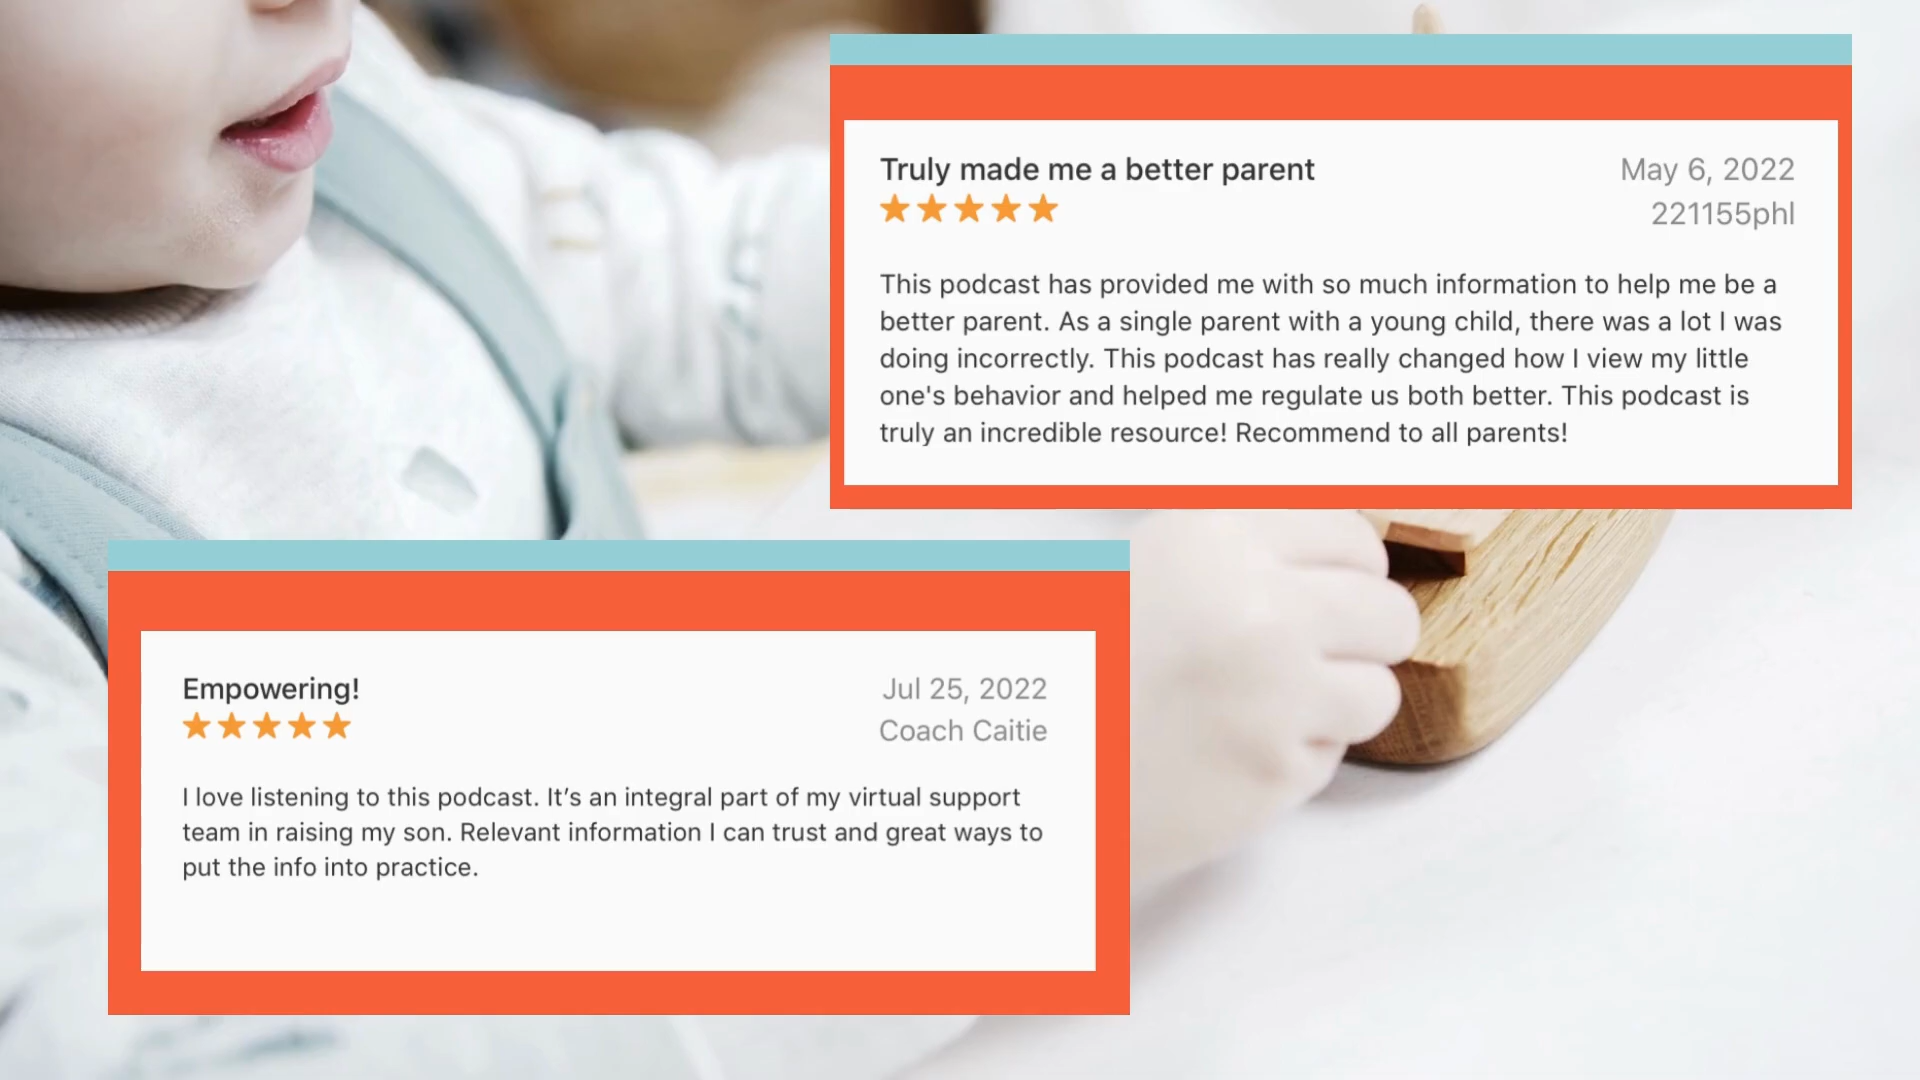 Truly made me a better parent
May 6, 2022
221155phl
This podcast has provided me with so much information to help me be a
better parent. As a single parent with a young child, there was a lot I was
doing incorrectly. This podcast has really changed how I view my little
one's behavior and helped me regulate us both better. This podcast is
truly an incredible resource! Recommend to all parents!
Empowering!
Jul 25, 2022
Coach Caitie
I love listening to this podcast. It’s an integral part of my virtual support
team in raising my son. Relevant information I can trust and great ways to
put the info into practice.